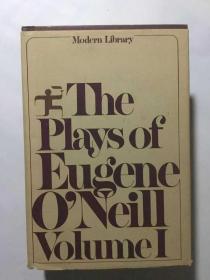 Modern Library
The
Plays of
Eugene
O'Neill
Volume I